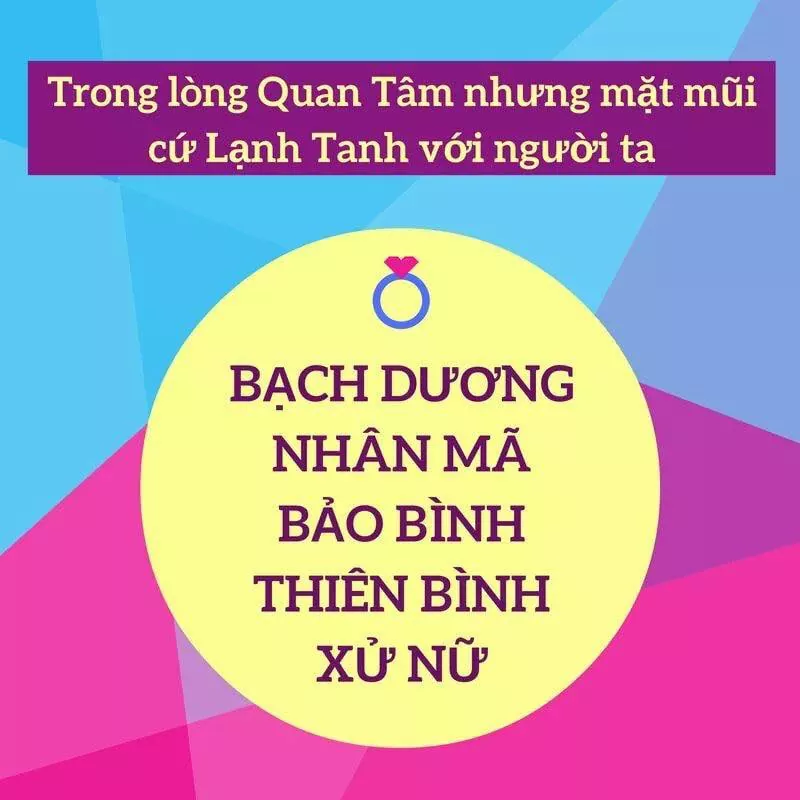 Trong lòng Quan Tâm nhưng mặt mũi
cứ Lạnh Tanh với người ta
BẠCH DƯƠNG
NHÂN MÃ
BẢO BÌNH
THIÊN BÌNH
XỬ NỮ